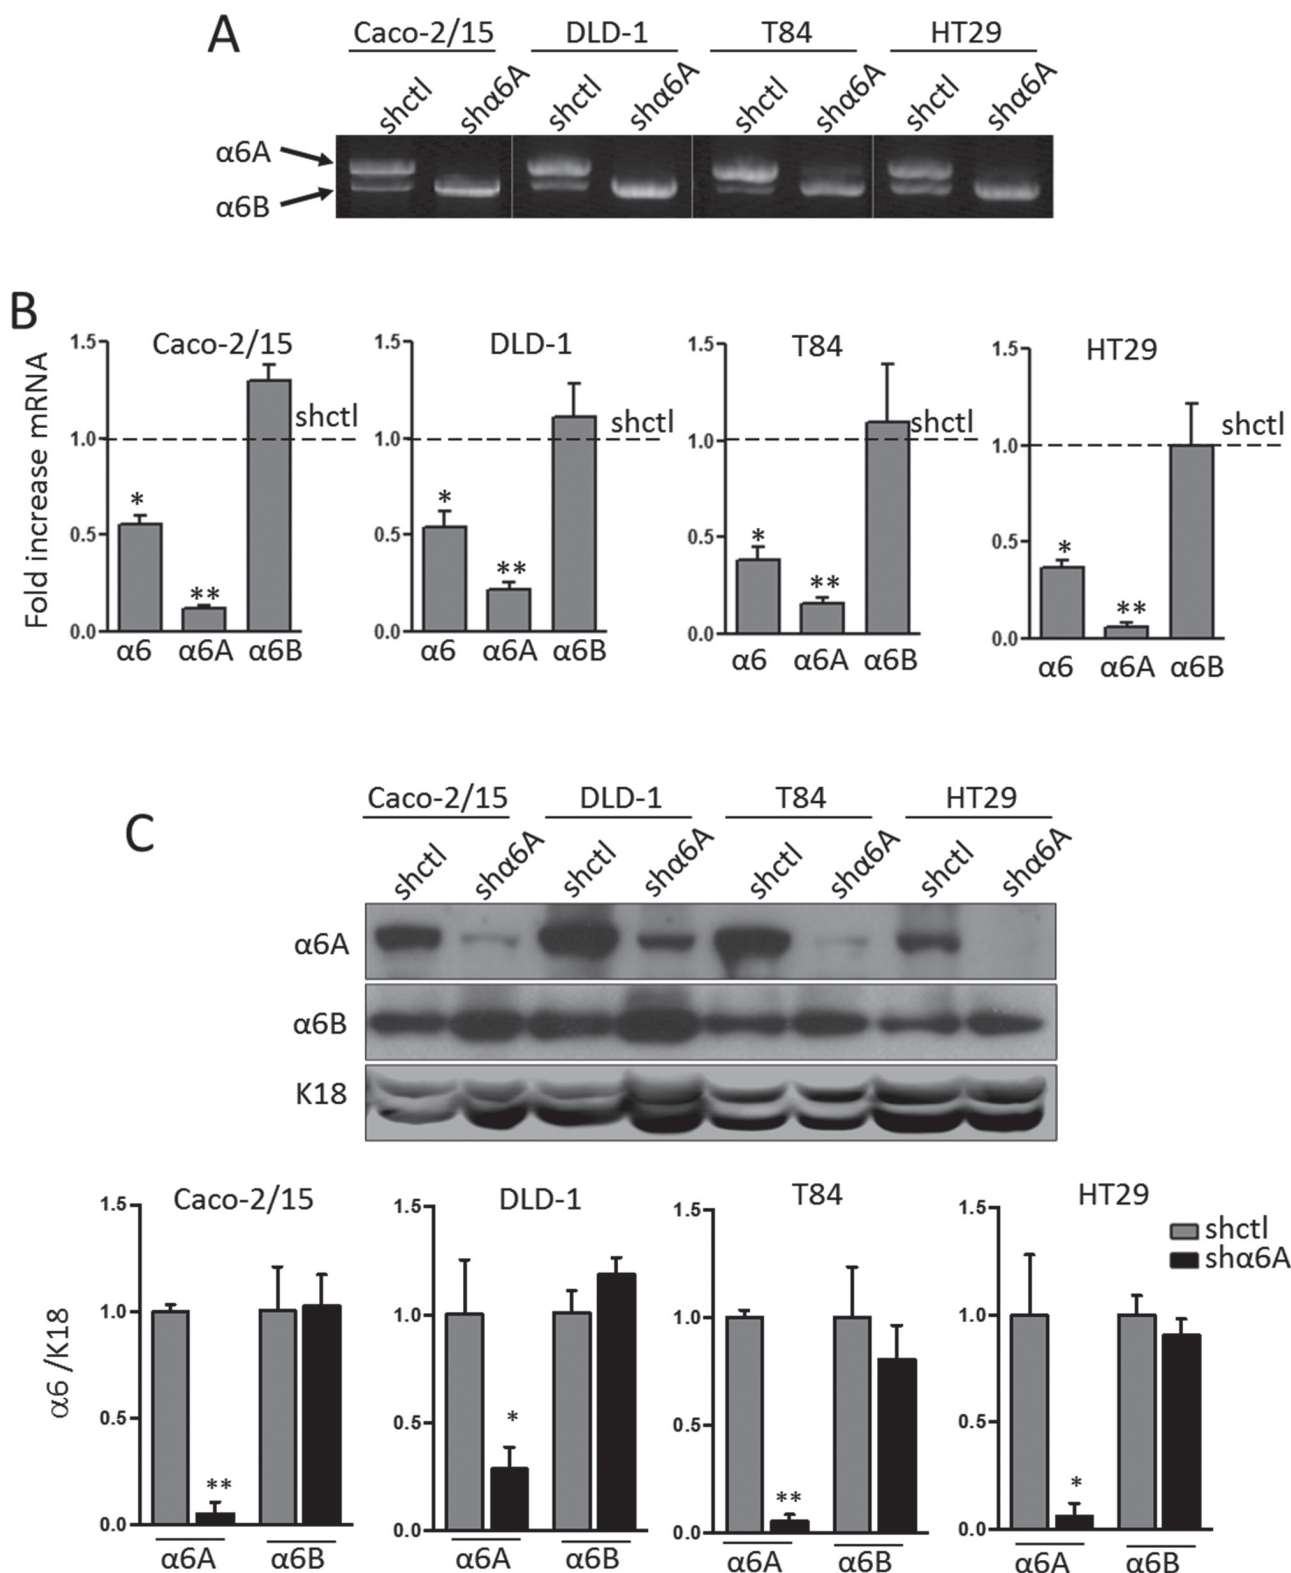 A
Caco-2/15 DLD-1 T84 HT29
shctl shα6A shctl shα6A shctl shα6A shctl shα6A
α6A
α6B
B
Fold increase mRNA
Caco-2/15
1.5
1.0
0.5
0.0
shctl
*
**
α6 α6A α6B
DLD-1
1.5
1.0
0.5
0.0
shctl
*
**
α6 α6A α6B
T84
1.5
1.0
0.5
0.0
shctl
*
**
α6 α6A α6B
HT29
1.5
1.0
0.5
0.0
shctl
*
**
α6 α6A α6B
C
Caco-2/15 DLD-1 T84 HT29
shctl shα6A shctl shα6A shctl shα6A shctl shα6A
α6A
α6B
K18
α6 /K18
Caco-2/15
1.5
1.0
0.5
0.0
**
α6A α6B
DLD-1
1.5
1.0
0.5
0.0
*
α6A α6B
T84
1.5
1.0
0.5
0.0
**
α6A α6B
HT29
1.5
1.0
0.5
0.0
*
α6A α6B
shctl
shα6A